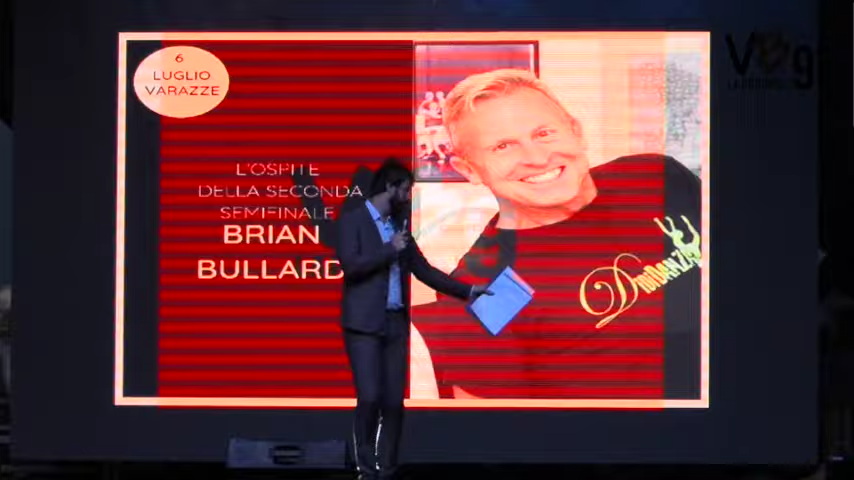 6
LUGLIO
VARAZZE
L'OSPITE
DELLA SECONDA
SEMIFINALE
BRIAN
BULLARD